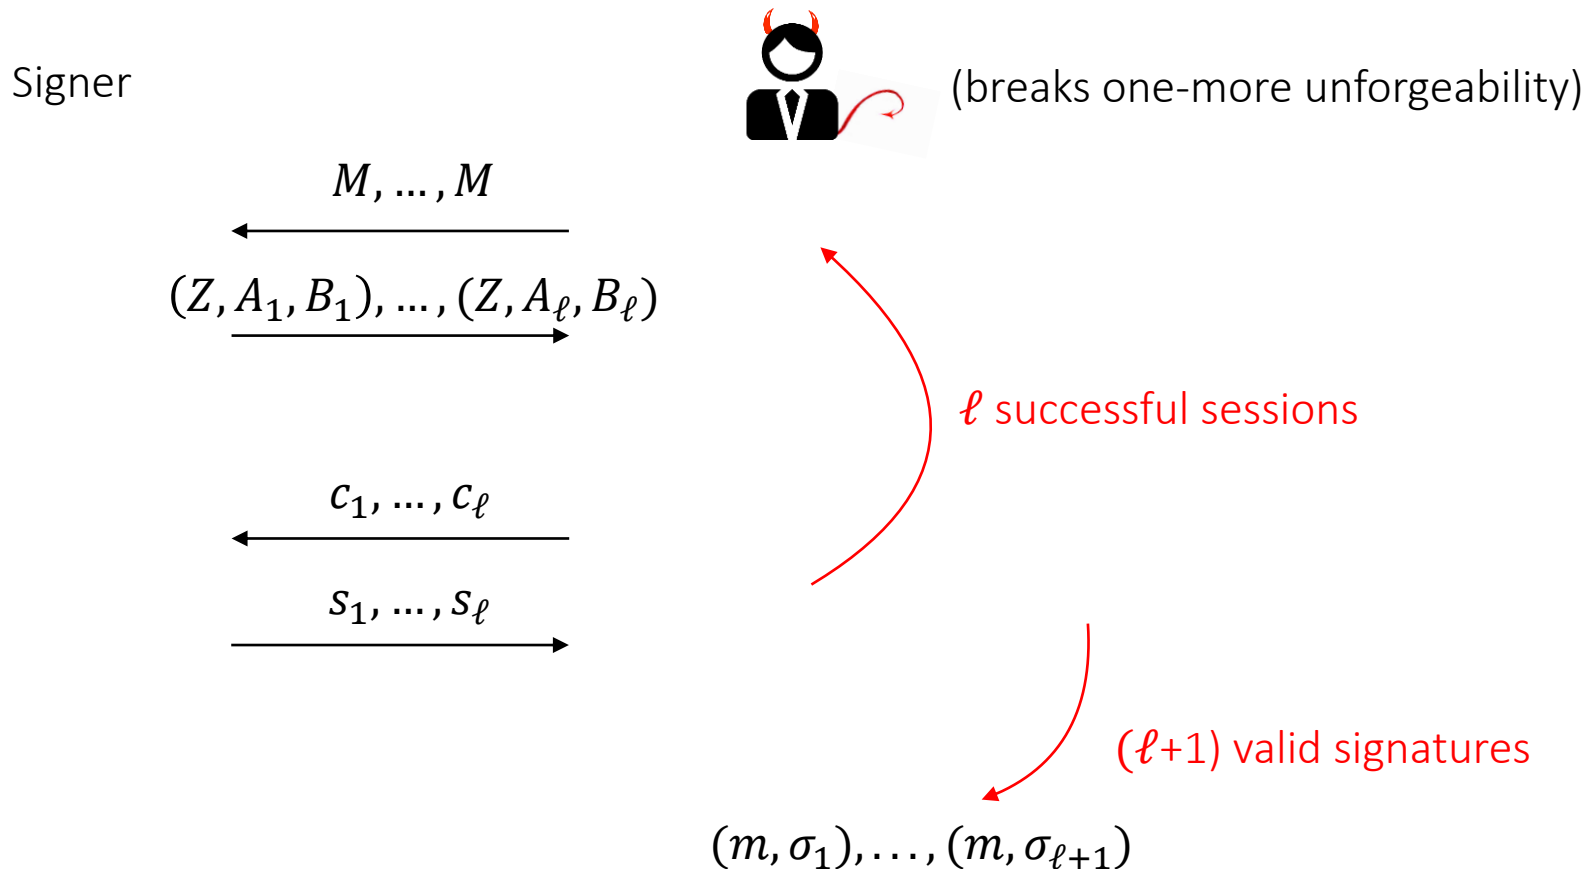 Signer
(breaks one-more unforgeability)
M, … , M
(Z, A₁, B₁), … , (Z, A_ℓ, B_ℓ)
ℓ successful sessions
c₁, … , c_ℓ
s₁, … , s_ℓ
(ℓ+1) valid signatures
(m, σ₁), . . . , (m, σ_{ℓ+1})